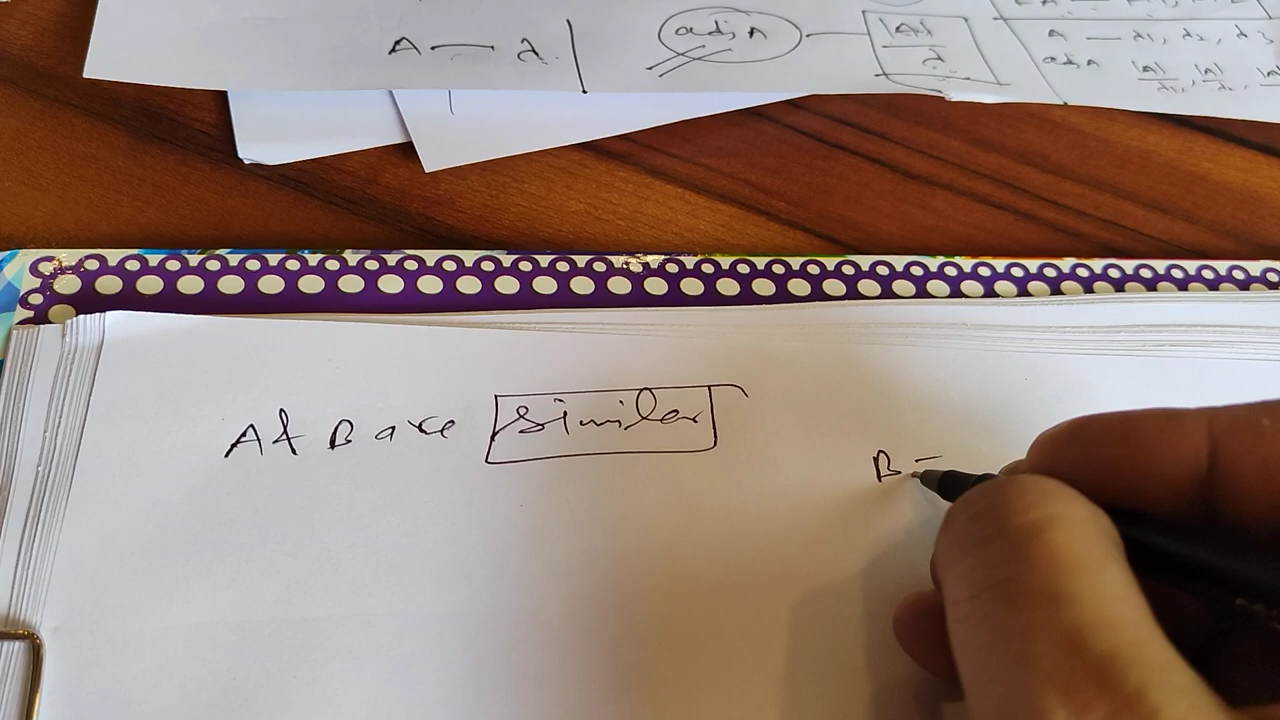 A — λ1, λ2, λ3
A — λ. adj A — |A|/λ
adj A |A|/λ1, |A|/λ2, |A|
A & B are similar
B =